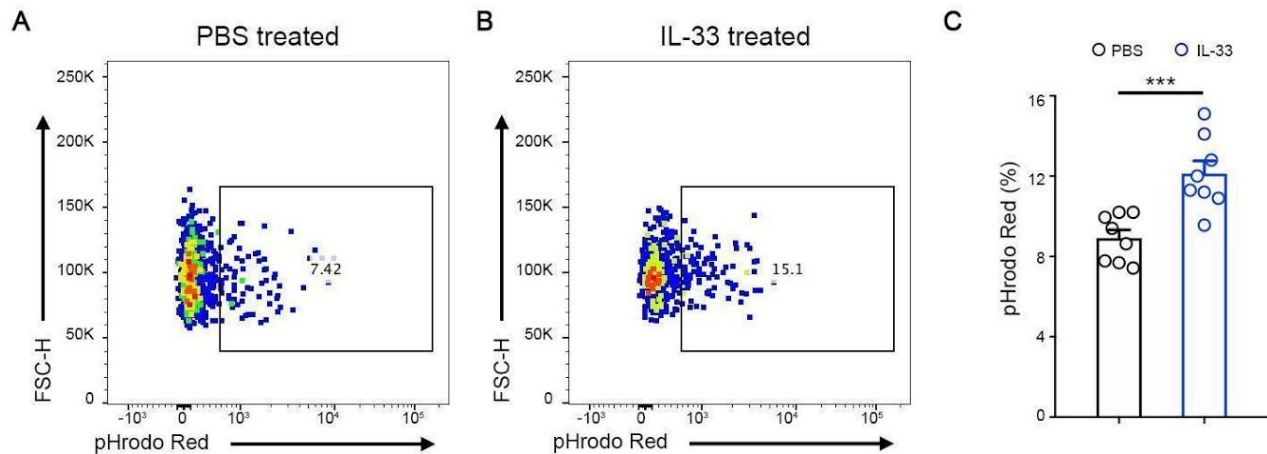 A
PBS treated
250K
200K
150K
100K
50K
0
FSC-H
7.42
-10³ 0 10³ 10⁴ 10⁵
pHrodo Red
B
IL-33 treated
250K
200K
150K
100K
50K
0
FSC-H
15.1
-10³ 0 10³ 10⁴ 10⁵
pHrodo Red
C
PBS IL-33
***
16
12
8
4
0
pHrodo Red (%)